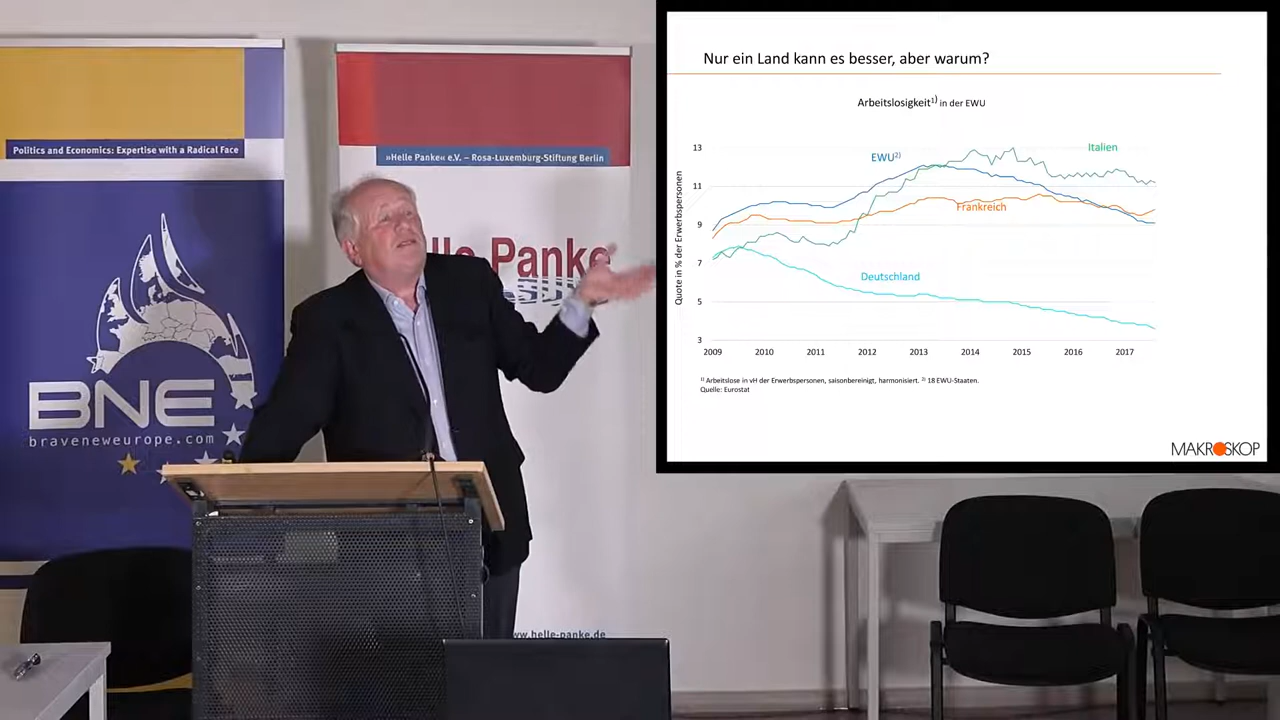 Politics and Economics: Expertise with a Radical Face
BNE
braveneweurope.com
»Helle Panke« e.V. – Rosa-Luxemburg-Stiftung Berlin
Helle Panke
www.helle-panke.de
Nur ein Land kann es besser, aber warum?
Arbeitslosigkeit¹⁾ in der EWU
Quote in % der Erwerbspersonen
13
11
9
7
5
3
EWU²⁾
Italien
Frankreich
Deutschland
2009 2010 2011 2012 2013 2014 2015 2016 2017
¹⁾ Arbeitslose in vH der Erwerbspersonen, saisonbereinigt, harmonisiert. ²⁾ 18 EWU-Staaten.
Quelle: Eurostat
MAKROSKOP